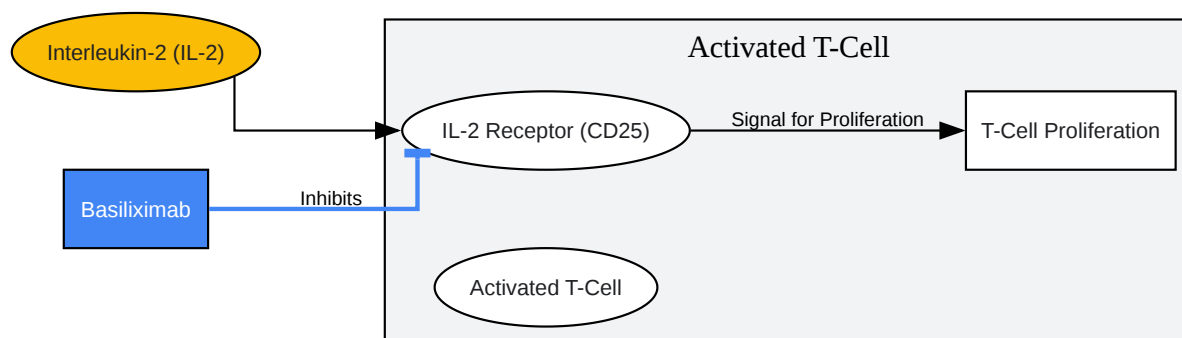 Activated T-Cell
Interleukin-2 (IL-2)
IL-2 Receptor (CD25)
Signal for Proliferation
T-Cell Proliferation
Basiliximab
Inhibits
Activated T-Cell